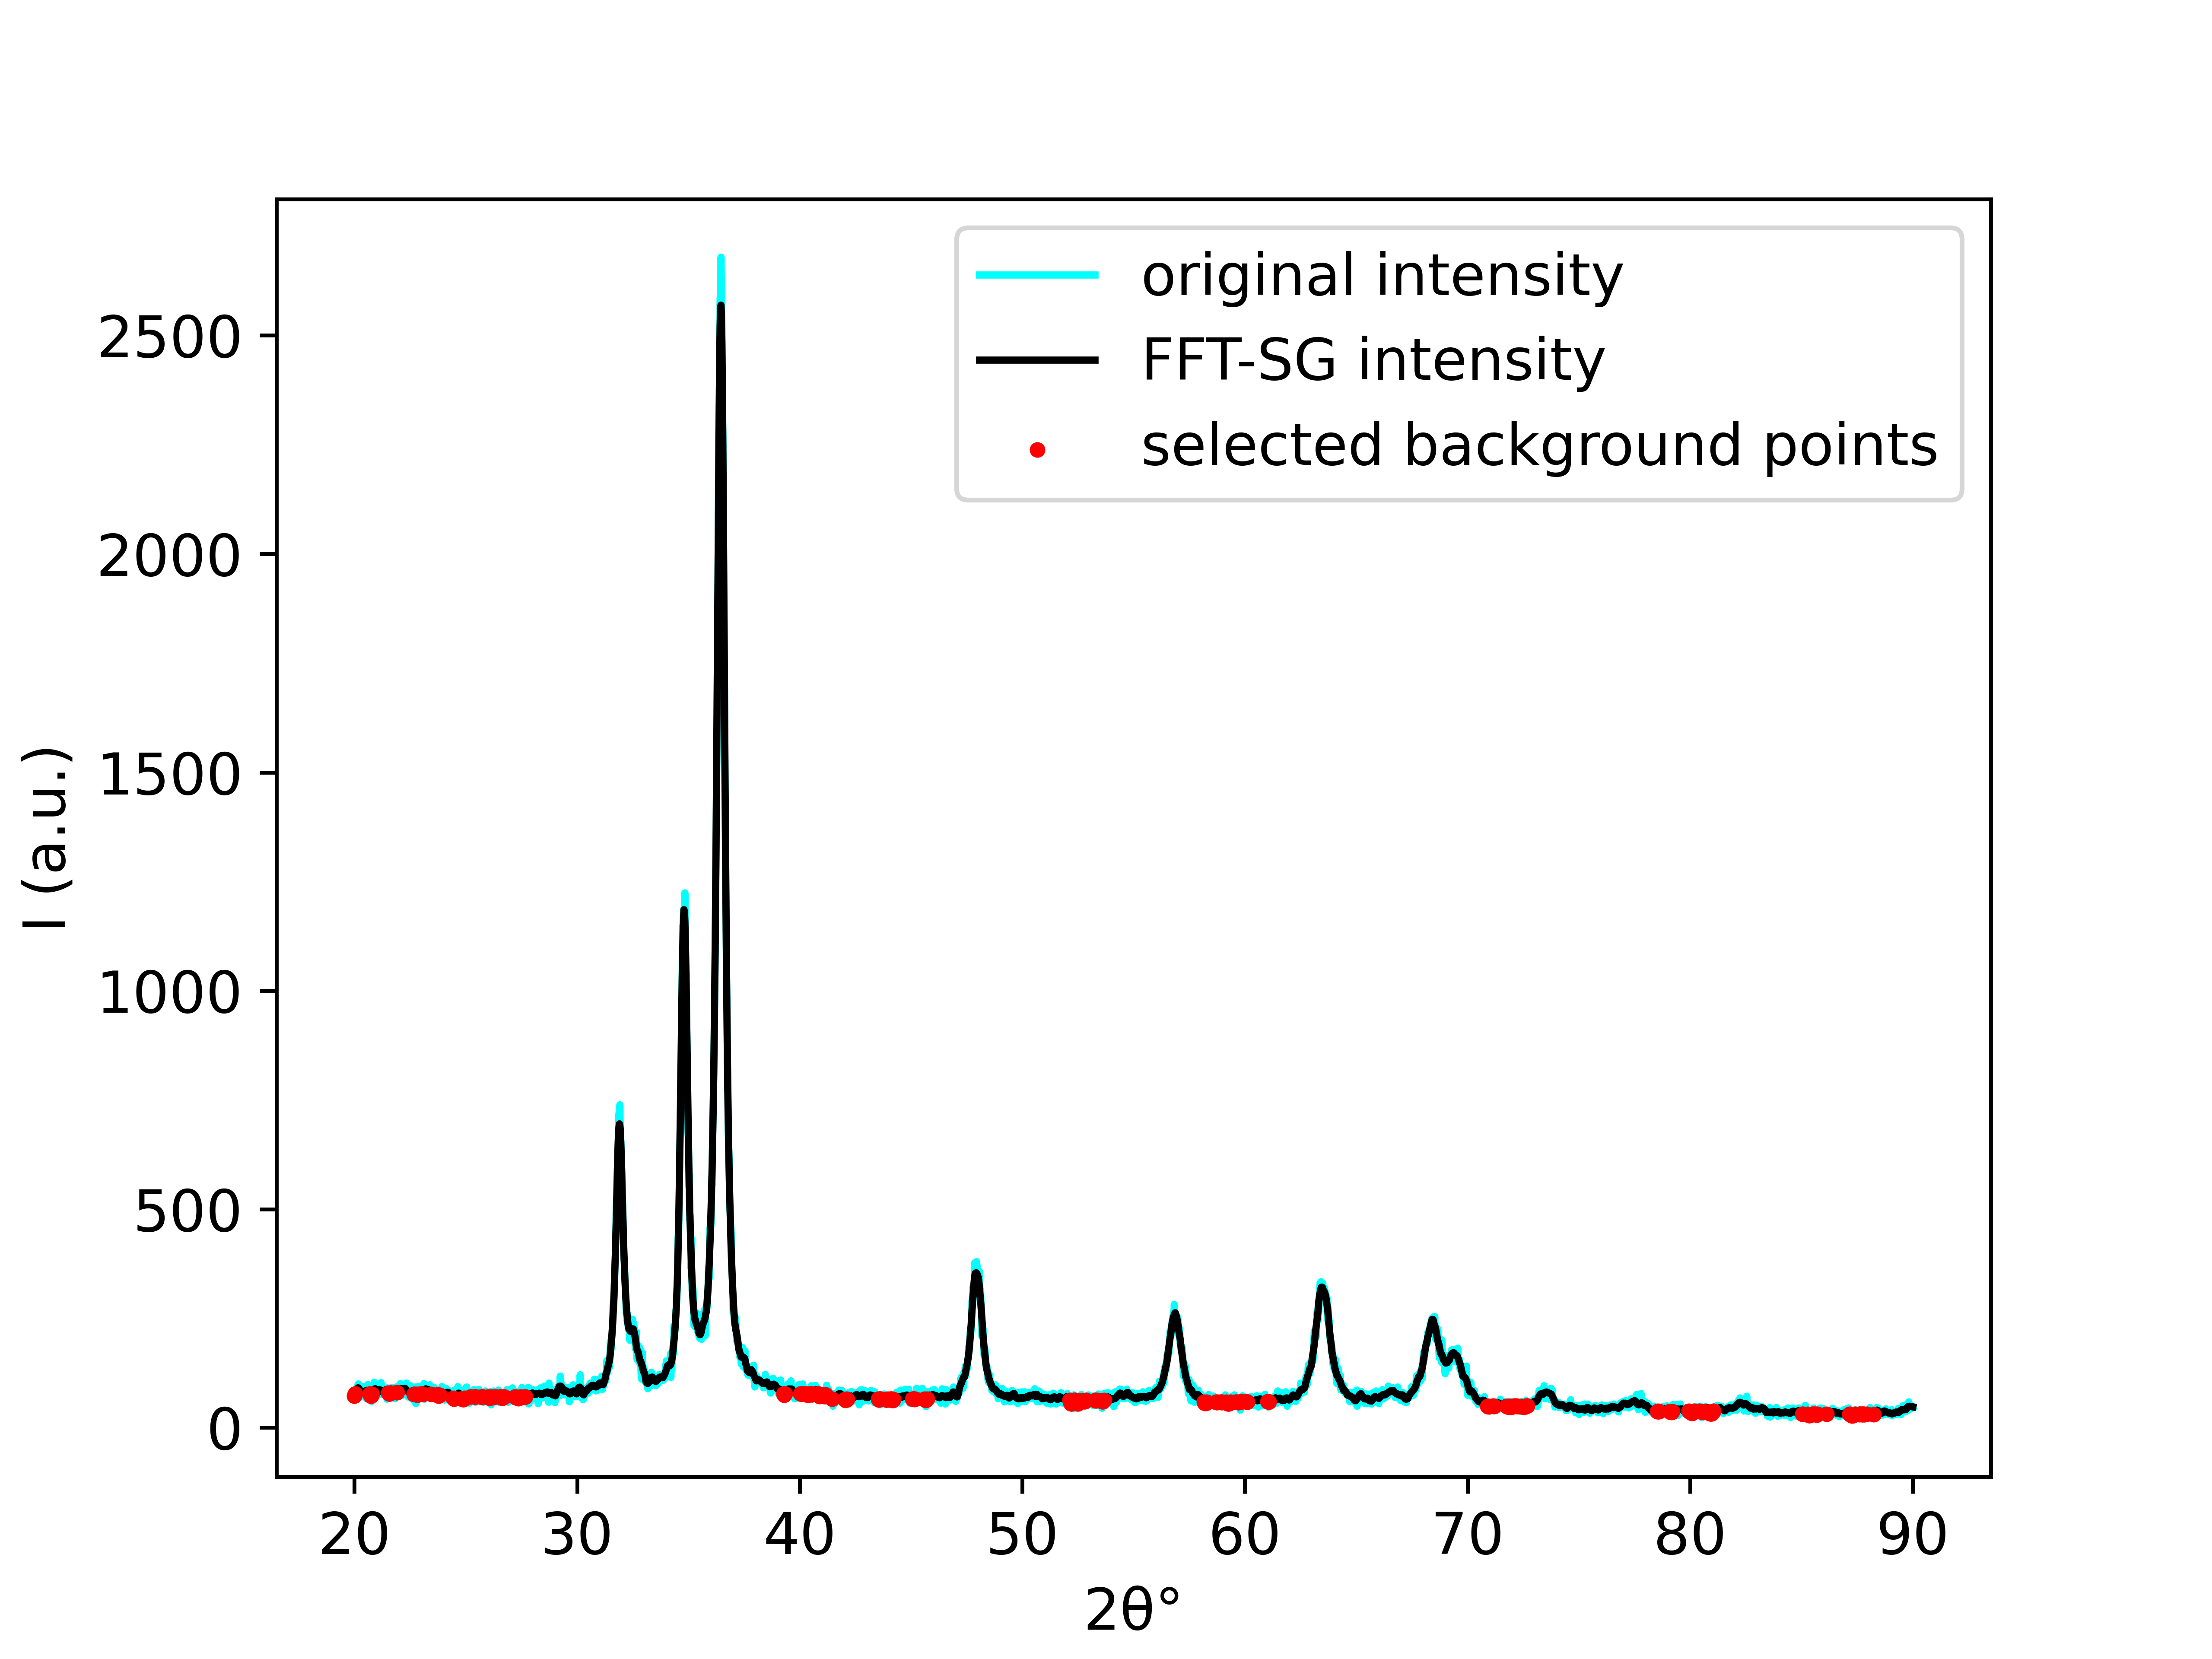 original intensity
FFT-SG intensity
selected background points
2500
2000
1500
1000
500
0
I (a.u.)
20 30 40 50 60 70 80 90
2θ°